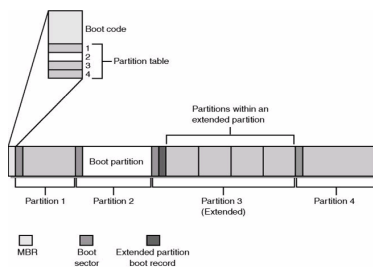 Boot code
1
2
3
4
Partition table
Partitions within an
extended partition
Boot partition
Partition 1
Partition 2
Partition 3
(Extended)
Partition 4
MBR
Boot
sector
Extended partition
boot record